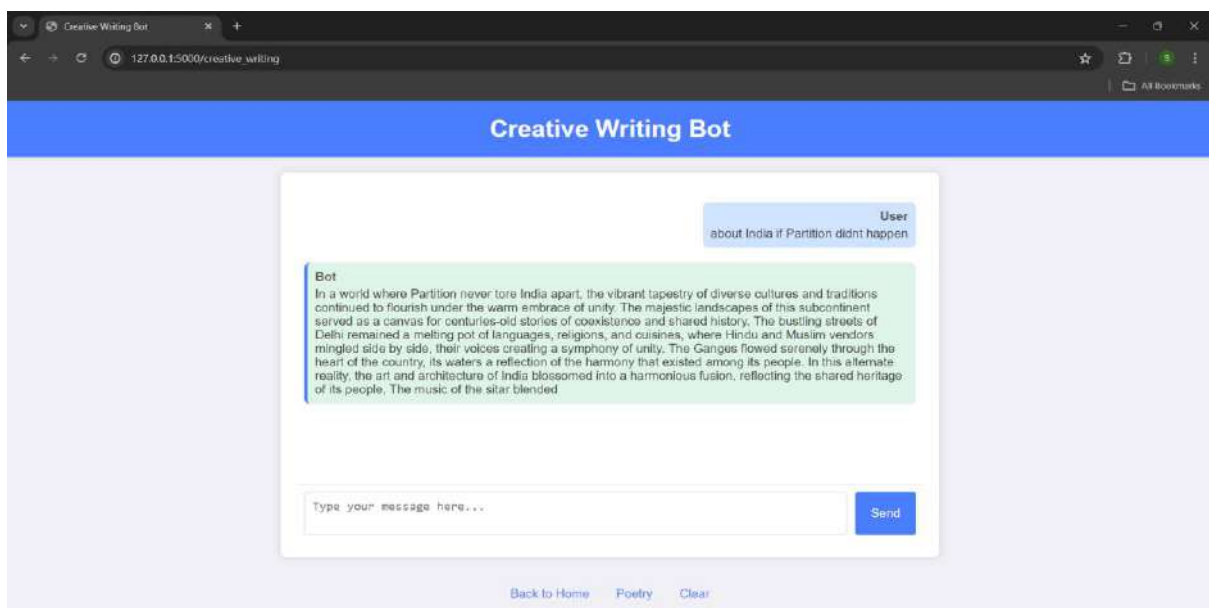 Creative Writing Bot
127.0.0.1:5000/creative_writing
All Bookmarks
Creative Writing Bot
User
about India if Partition didnt happen
Bot
In a world where Partition never tore India apart, the vibrant tapestry of diverse cultures and traditions
continued to flourish under the warm embrace of unity. The majestic landscapes of this subcontinent
served as a canvas for centuries-old stories of coexistence and shared history. The bustling streets of
Delhi remained a melting pot of languages, religions, and cuisines, where Hindu and Muslim vendors
mingled side by side, their voices creating a symphony of unity. The Ganges flowed serenely through the
heart of the country, its waters a reflection of the harmony that existed among its people. In this alternate
reality, the art and architecture of India blossomed into a harmonious fusion, reflecting the shared heritage
of its people. The music of the sitar blended
Type your message here...
Send
Back to Home Poetry Clear